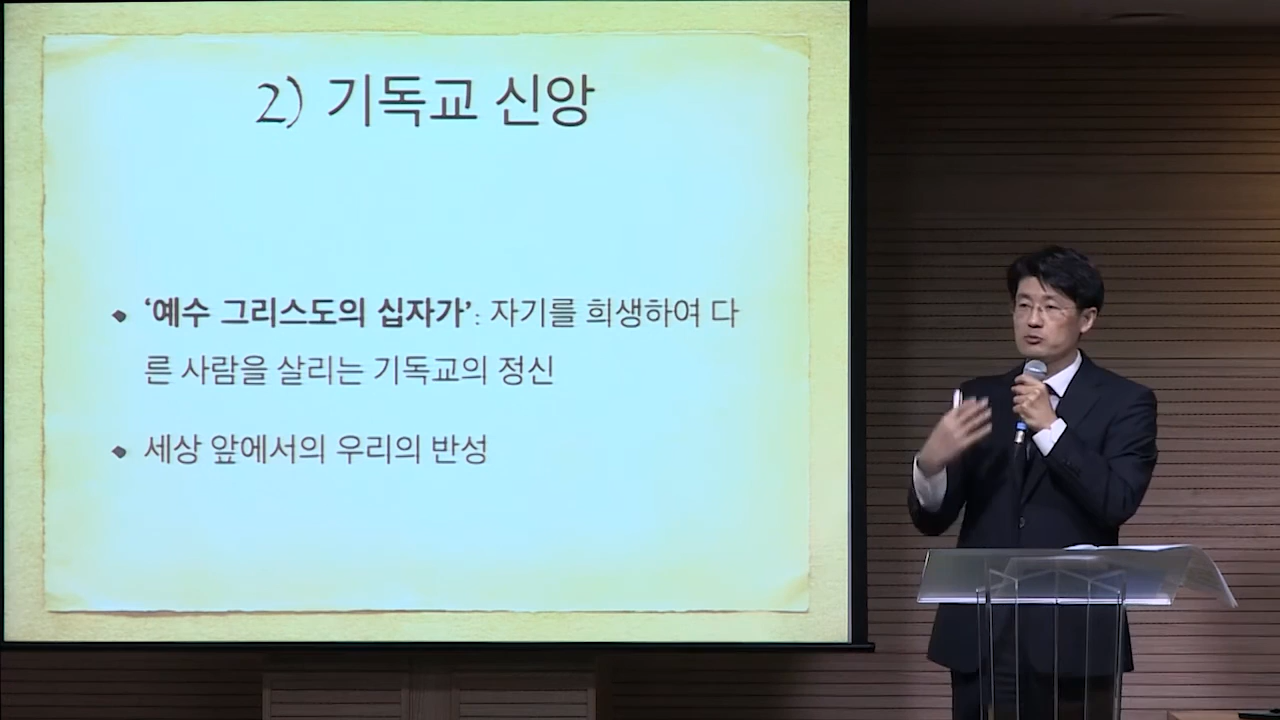 2) 기독교 신앙
‘예수 그리스도의 십자가’: 자기를 희생하여 다
른 사람을 살리는 기독교의 정신
세상 앞에서의 우리의 반성